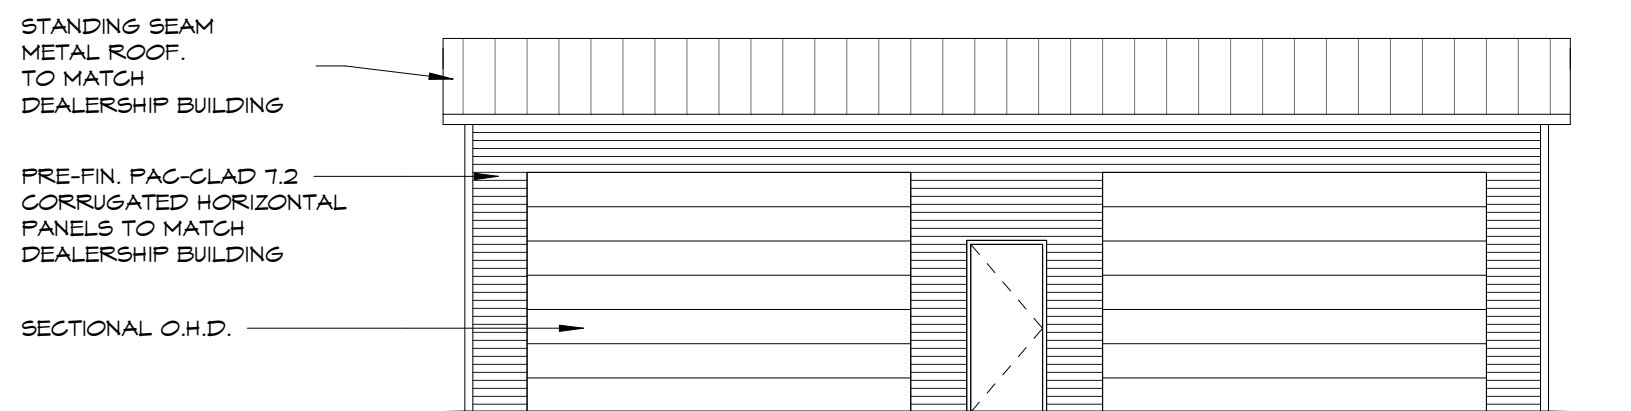 STANDING SEAM
METAL ROOF.
TO MATCH
DEALERSHIP BUILDING
PRE-FIN. PAC-CLAD 7.2
CORRUGATED HORIZONTAL
PANELS TO MATCH
DEALERSHIP BUILDING
SECTIONAL O.H.D.